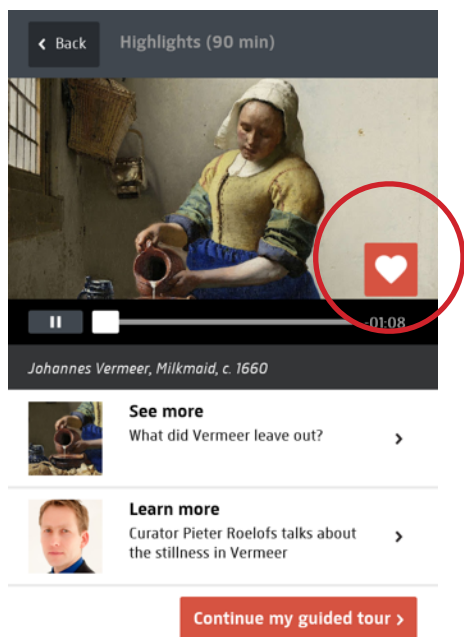 Back
Highlights (90 min)
-01:08
Johannes Vermeer, Milkmaid, c. 1660
See more
What did Vermeer leave out?
Learn more
Curator Pieter Roelofs talks about
the stillness in Vermeer
Continue my guided tour